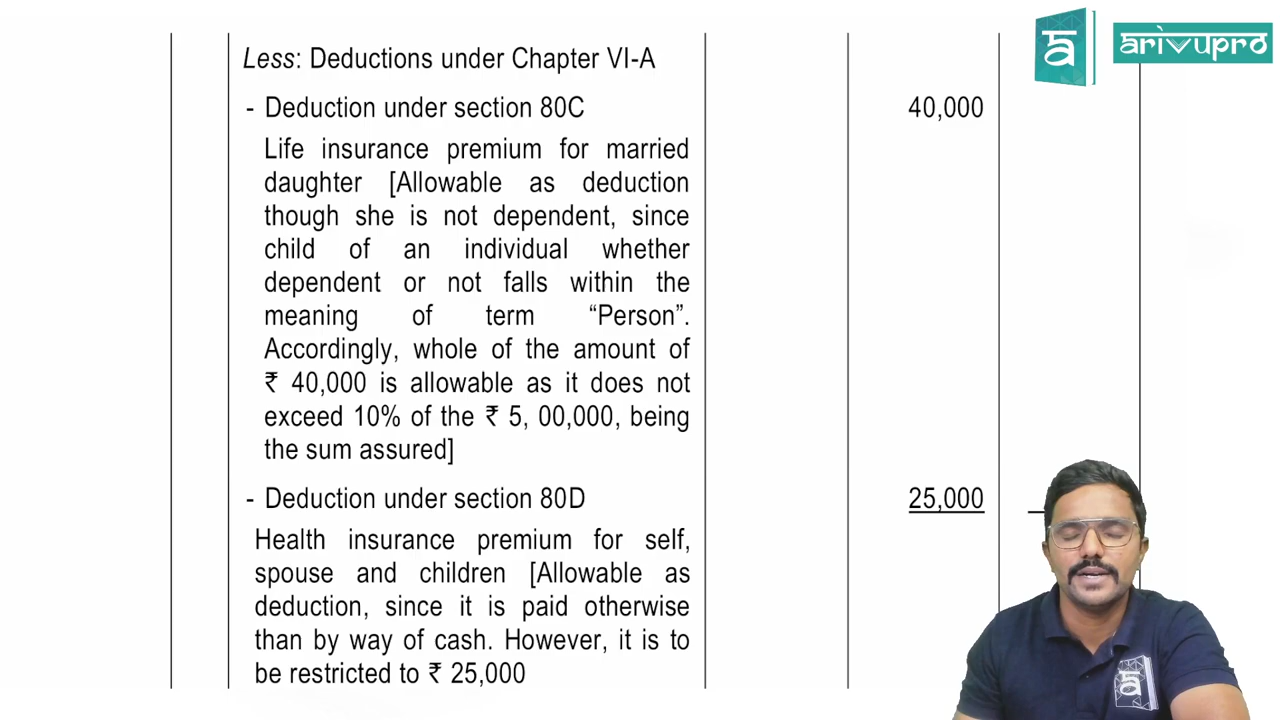 arivupro
Less: Deductions under Chapter VI-A
- Deduction under section 80C 40,000
Life insurance premium for married
daughter [Allowable as deduction
though she is not dependent, since
child of an individual whether
dependent or not falls within the
meaning of term “Person”.
Accordingly, whole of the amount of
₹ 40,000 is allowable as it does not
exceed 10% of the ₹ 5, 00,000, being
the sum assured]
- Deduction under section 80D 25,000
Health insurance premium for self,
spouse and children [Allowable as
deduction, since it is paid otherwise
than by way of cash. However, it is to
be restricted to ₹ 25,000